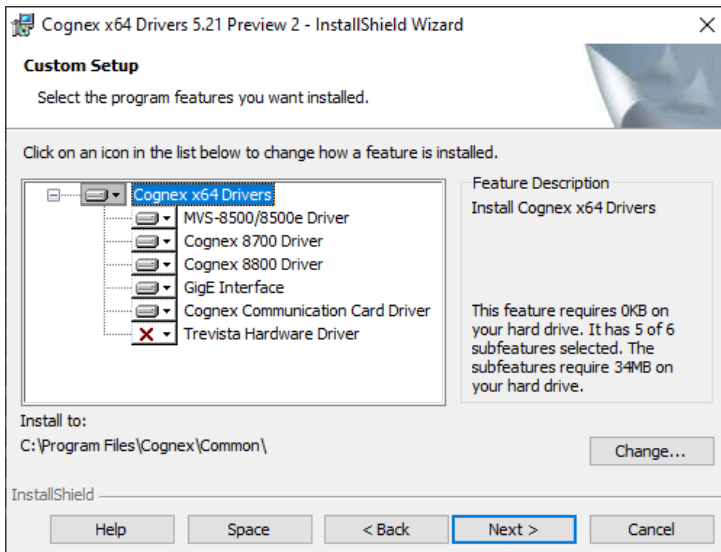 Cognex x64 Drivers 5.21 Preview 2 - InstallShield Wizard
Custom Setup
Select the program features you want installed.
Click on an icon in the list below to change how a feature is installed.
Cognex x64 Drivers
MVS-8500/8500e Driver
Cognex 8700 Driver
Cognex 8800 Driver
GigE Interface
Cognex Communication Card Driver
Trevista Hardware Driver
Feature Description
Install Cognex x64 Drivers
This feature requires 0KB on
your hard drive. It has 5 of 6
subfeatures selected. The
subfeatures require 34MB on
your hard drive.
Install to:
C:\Program Files\Cognex\Common\
Change...
InstallShield
Help
Space
< Back
Next >
Cancel